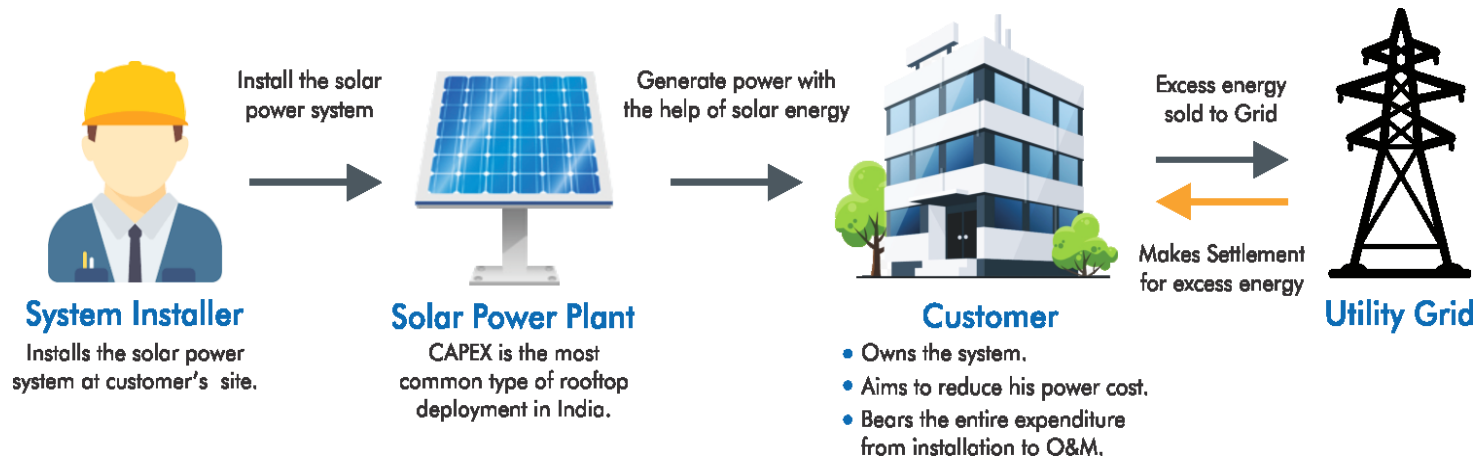 Install the solar
power system
Generate power with
the help of solar energy
Excess energy
sold to Grid
Makes Settlement
for excess energy
System Installer
Installs the solar power
system at customer's site.
Solar Power Plant
CAPEX is the most
common type of rooftop
deployment in India.
Customer
• Owns the system.
• Aims to reduce his power cost.
• Bears the entire expenditure
from installation to O&M.
Utility Grid